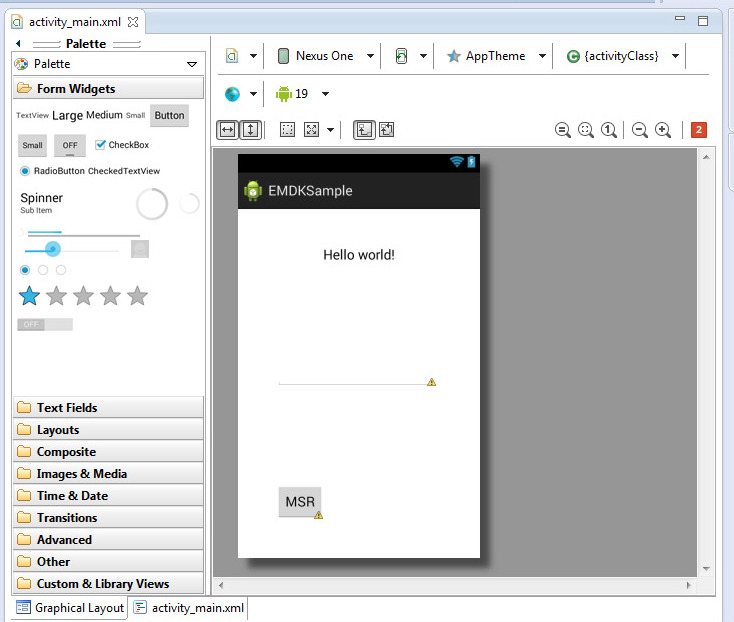 activity_main.xml
Palette
Palette
Form Widgets
TextView Large Medium Small Button
Small OFF CheckBox
RadioButton CheckedTextView
Spinner
Sub Item
OFF
Text Fields
Layouts
Composite
Images & Media
Time & Date
Transitions
Advanced
Other
Custom & Library Views
Graphical Layout activity_main.xml
Nexus One AppTheme {activityClass}
19
2
EMDKSample
Hello world!
MSR